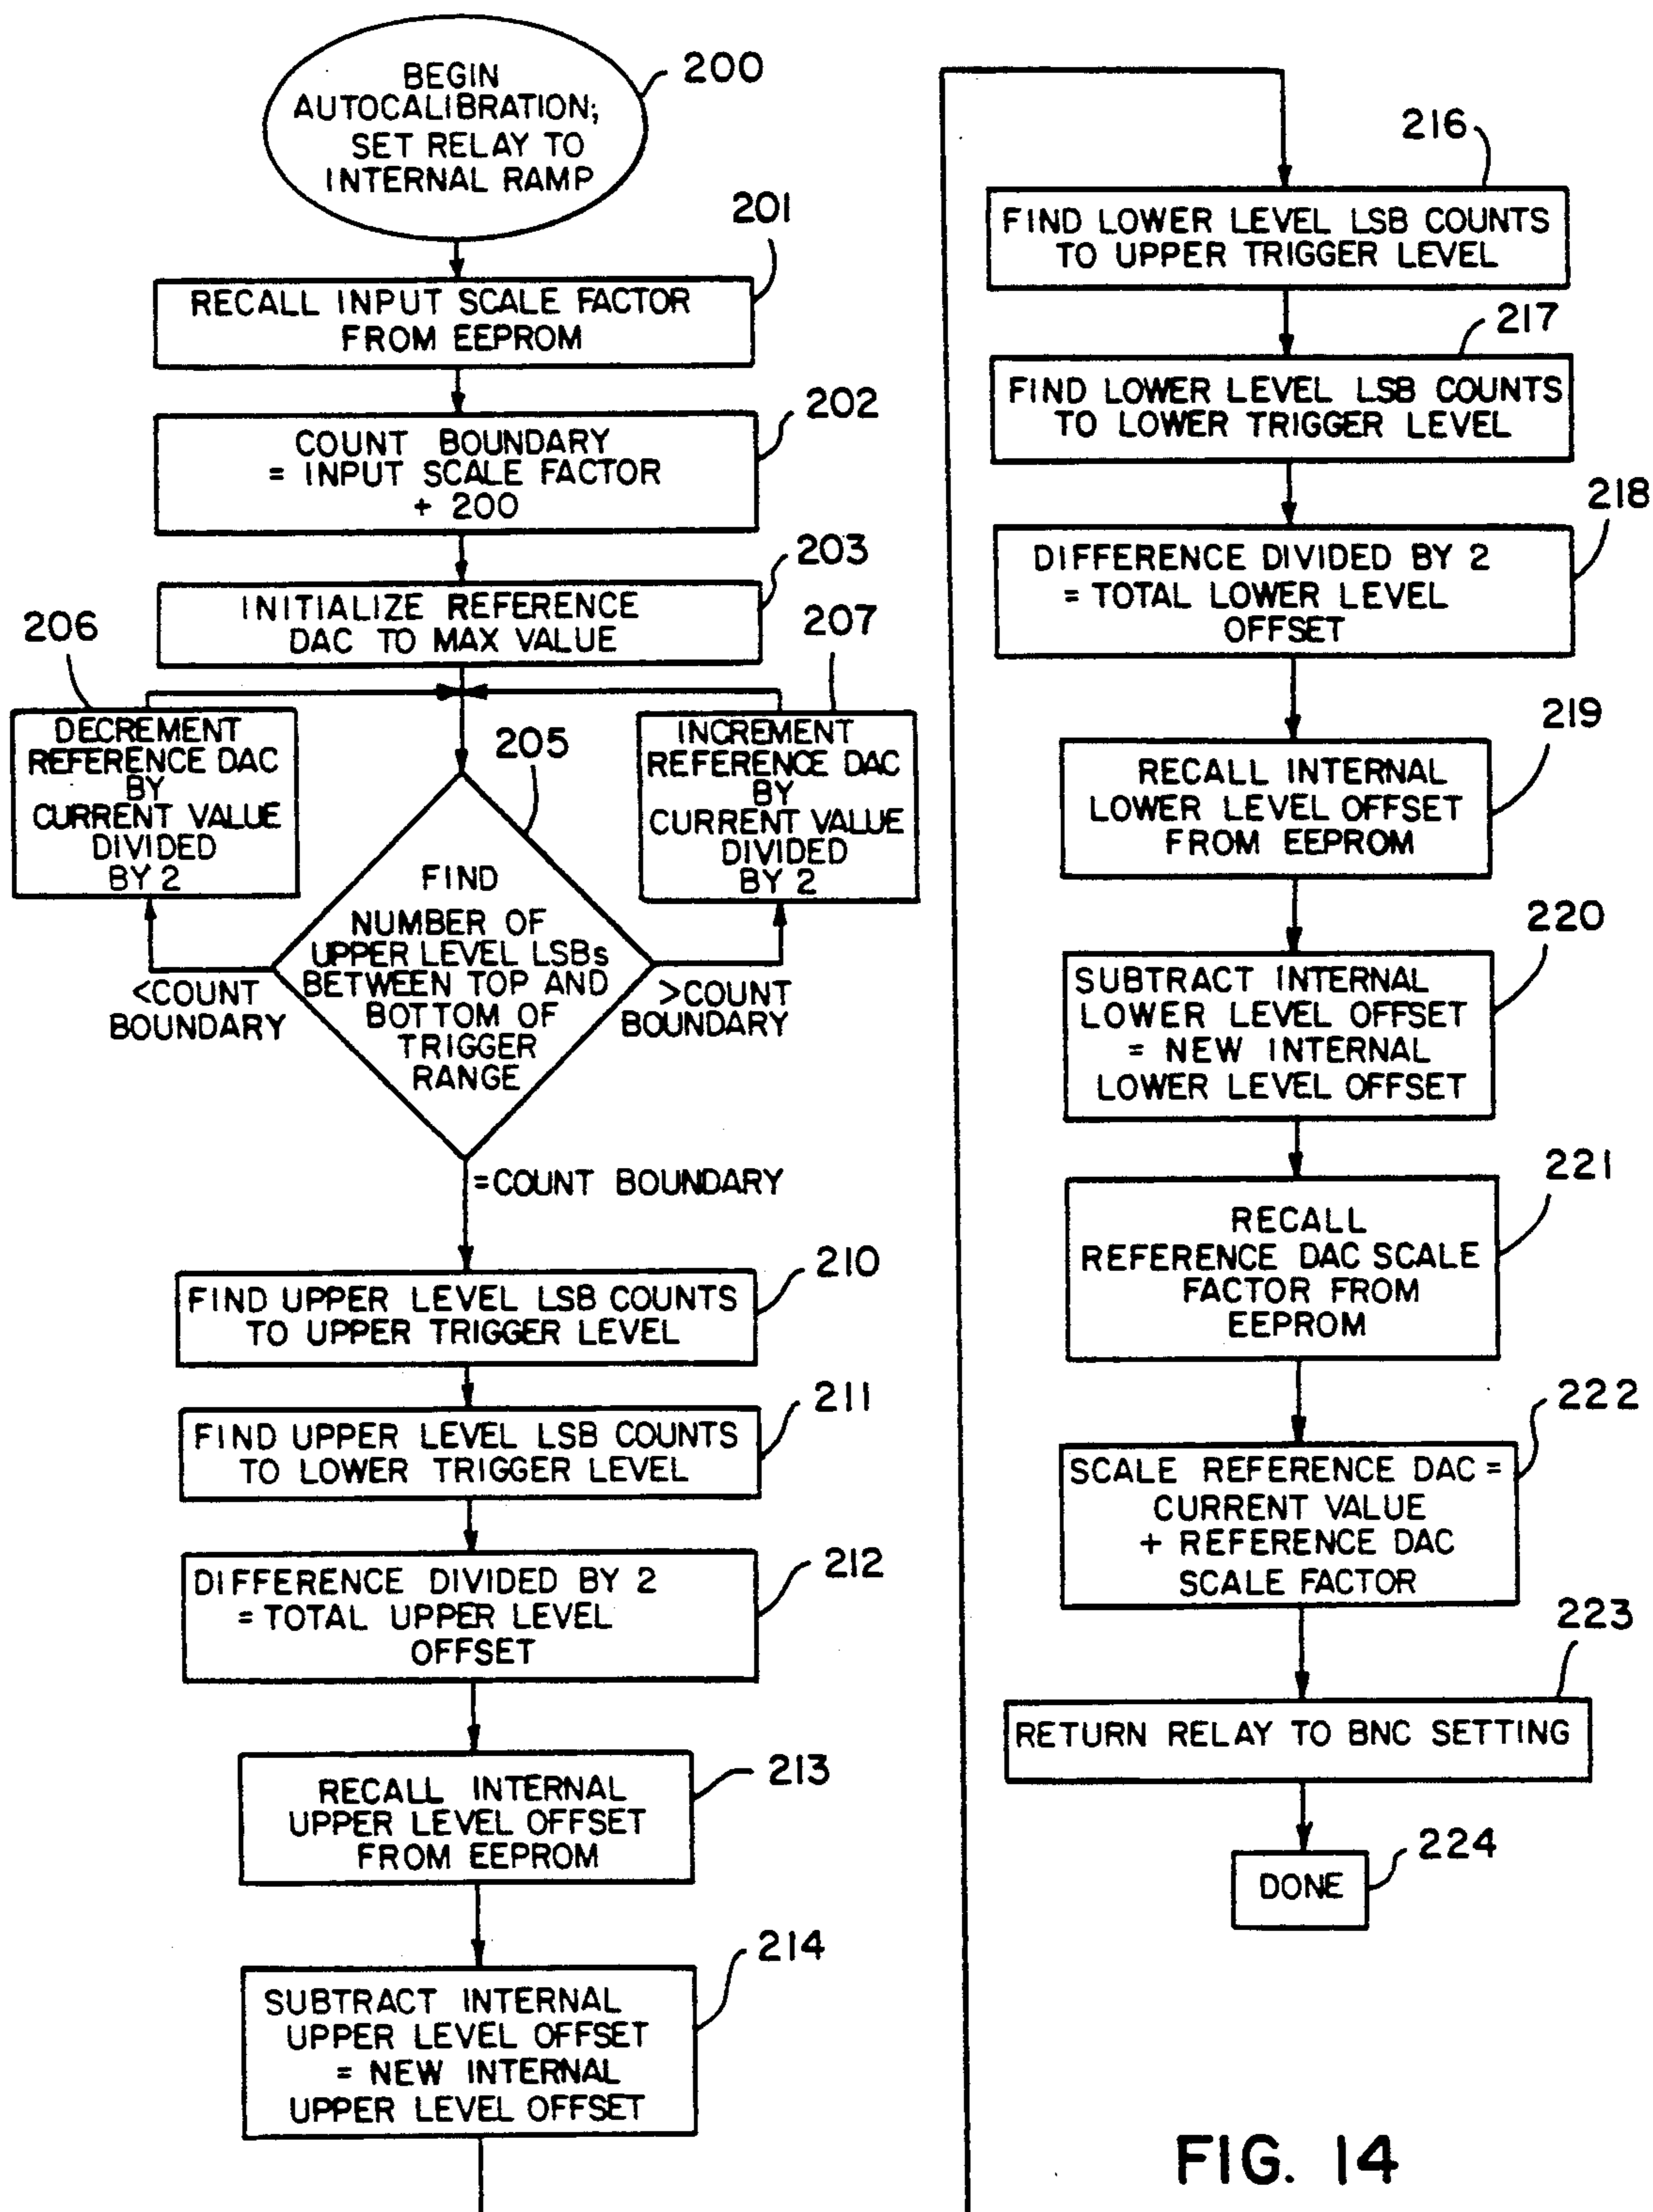 BEGIN
AUTOCALIBRATION;
SET RELAY TO
INTERNAL RAMP
200
201
RECALL INPUT SCALE FACTOR
FROM EEPROM
202
COUNT BOUNDARY
= INPUT SCALE FACTOR
+ 200
203
INITIALIZE REFERENCE
DAC TO MAX VALUE
206
DECREMENT
REFERENCE DAC
BY
CURRENT VALUE
DIVIDED
BY 2
207
INCREMENT
REFERENCE DAC
BY
CURRENT VALUE
DIVIDED
BY 2
205
FIND
NUMBER OF
UPPER LEVEL LSBs
BETWEEN TOP AND
BOTTOM OF
TRIGGER
RANGE
<COUNT
BOUNDARY
>COUNT
BOUNDARY
=COUNT BOUNDARY
210
FIND UPPER LEVEL LSB COUNTS
TO UPPER TRIGGER LEVEL
211
FIND UPPER LEVEL LSB COUNTS
TO LOWER TRIGGER LEVEL
212
DIFFERENCE DIVIDED BY 2
= TOTAL UPPER LEVEL
OFFSET
213
RECALL INTERNAL
UPPER LEVEL OFFSET
FROM EEPROM
214
SUBTRACT INTERNAL
UPPER LEVEL OFFSET
= NEW INTERNAL
UPPER LEVEL OFFSET
216
FIND LOWER LEVEL LSB COUNTS
TO UPPER TRIGGER LEVEL
217
FIND LOWER LEVEL LSB COUNTS
TO LOWER TRIGGER LEVEL
218
DIFFERENCE DIVIDED BY 2
= TOTAL LOWER LEVEL
OFFSET
219
RECALL INTERNAL
LOWER LEVEL OFFSET
FROM EEPROM
220
SUBTRACT INTERNAL
LOWER LEVEL OFFSET
= NEW INTERNAL
LOWER LEVEL OFFSET
221
RECALL
REFERENCE DAC SCALE
FACTOR FROM
EEPROM
222
SCALE REFERENCE DAC =
CURRENT VALUE
+ REFERENCE DAC
SCALE FACTOR
223
RETURN RELAY TO BNC SETTING
224
DONE
FIG. 14